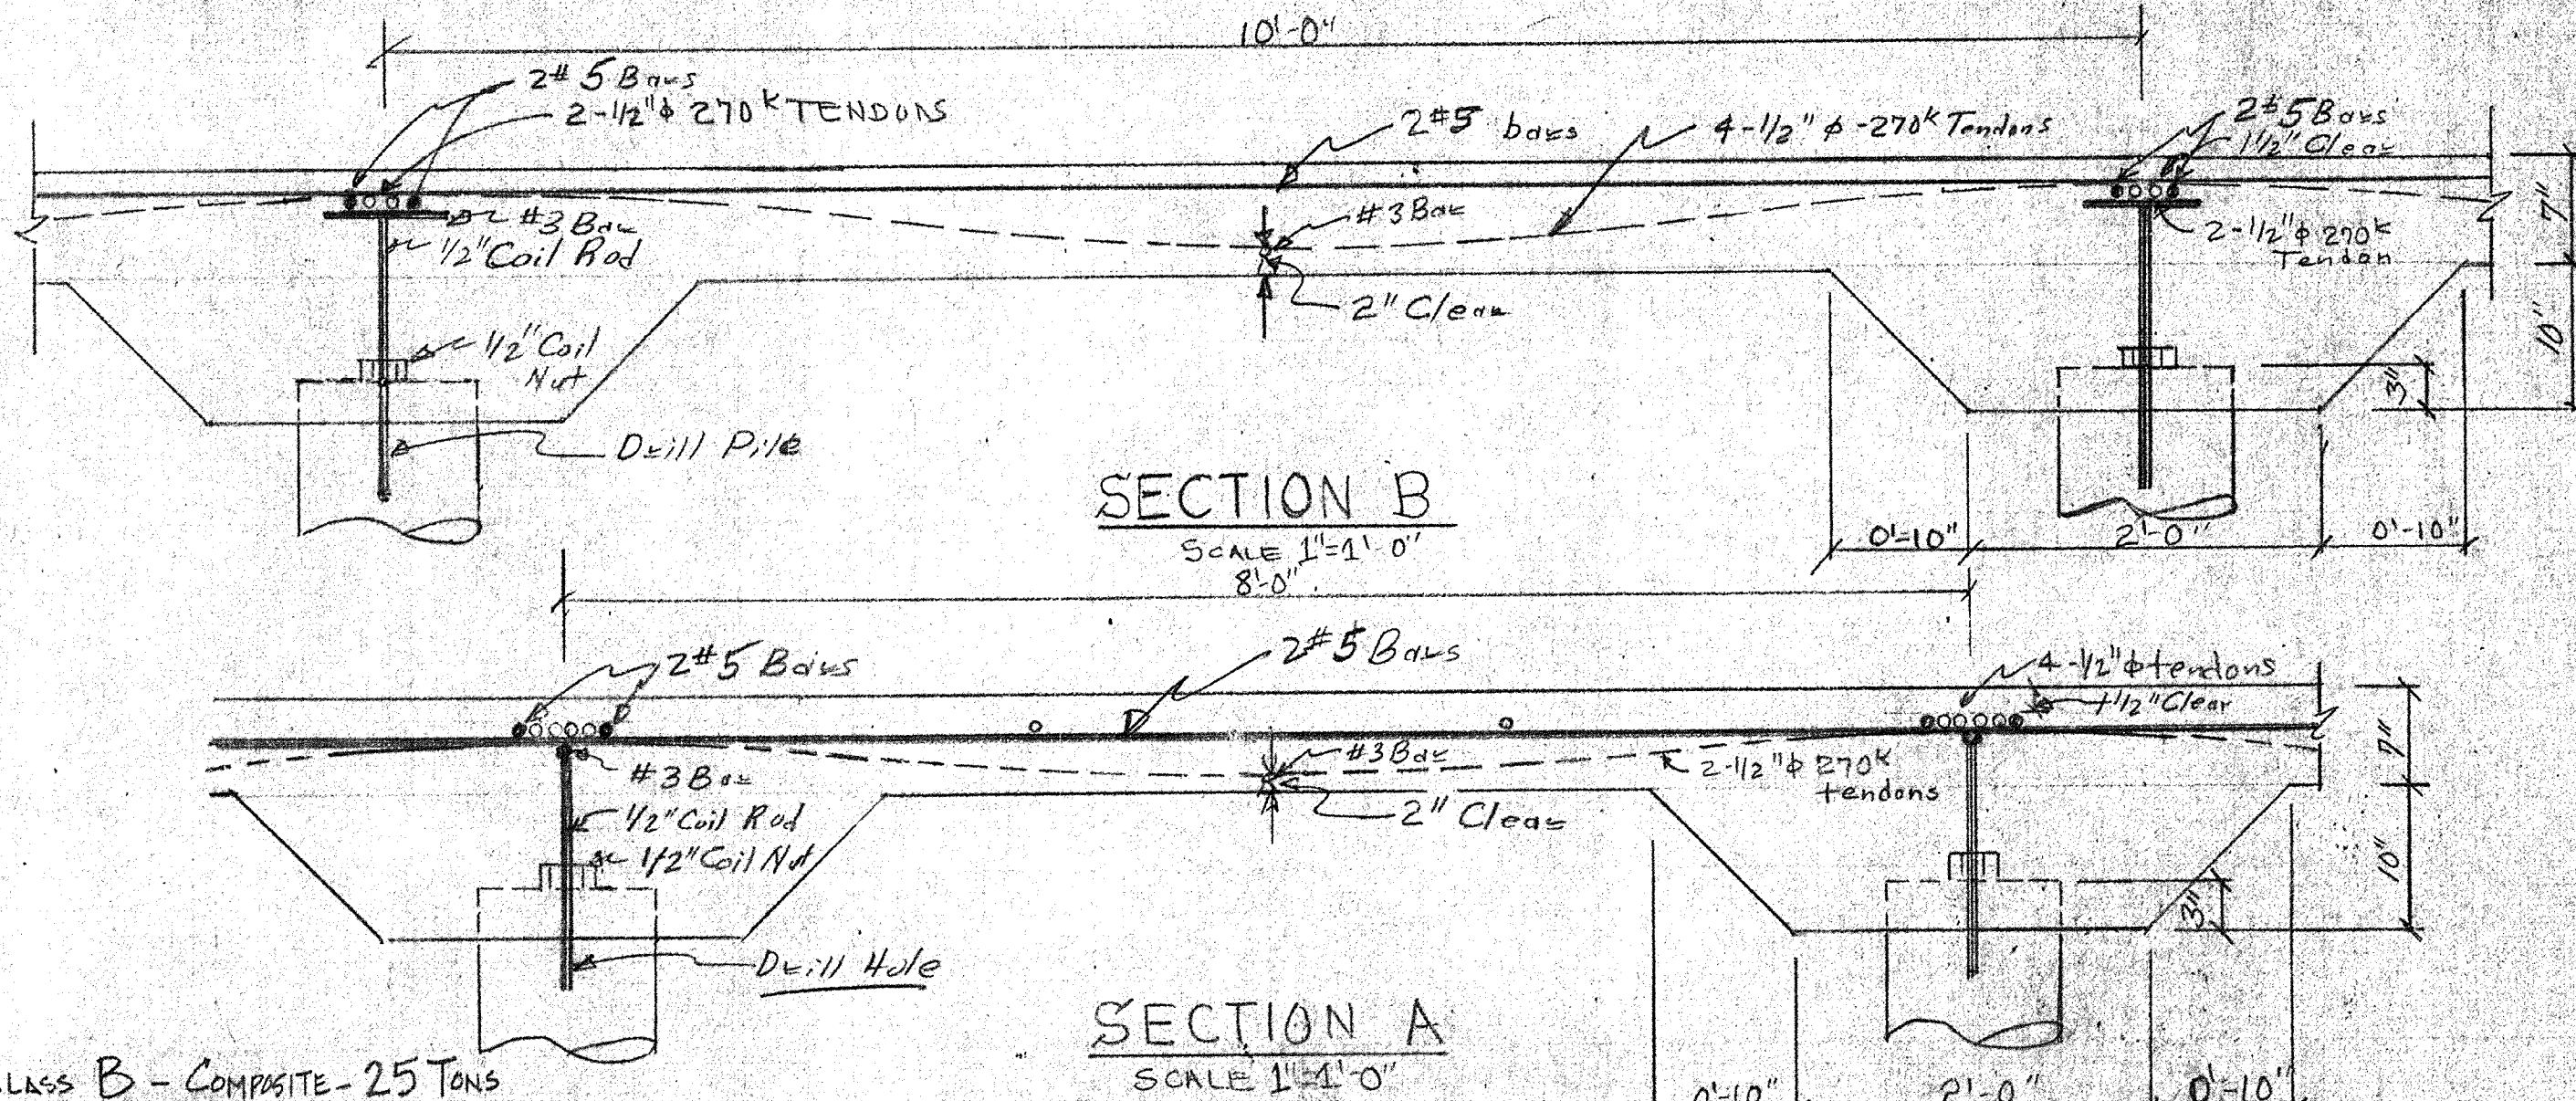 10'-0"
2#5 Bars
2-1/2"ϕ 270K TENDONS
2#5 bars
4-1/2"ϕ-270K Tendons
2#5 Bars
1 1/2" Clear
#3 Bar
1/2" Coil Rod
#3 Bar
2-1/2"ϕ 270K
Tendon
7"
2" Clear
10"
1/2" Coil
Nut
3"
Drill Pile
SECTION B
SCALE 1"=1'-0"
0'-10"
2'-0"
0'-10"
8'-0"
2#5 Bars
2#5 Bars
4-1/2"ϕ tendons
1 1/2" Clear
#3 Bar
#3 Bar
2-1/2"ϕ 270K
tendons
7"
1/2" Coil Rod
2" Clear
1/2" Coil Nut
10"
3"
Drill Hole
SECTION A
SCALE 1"=1'-0"
LASS B - COMPOSITE - 25 TONS
0'-10"
2'-0"
0'-10"